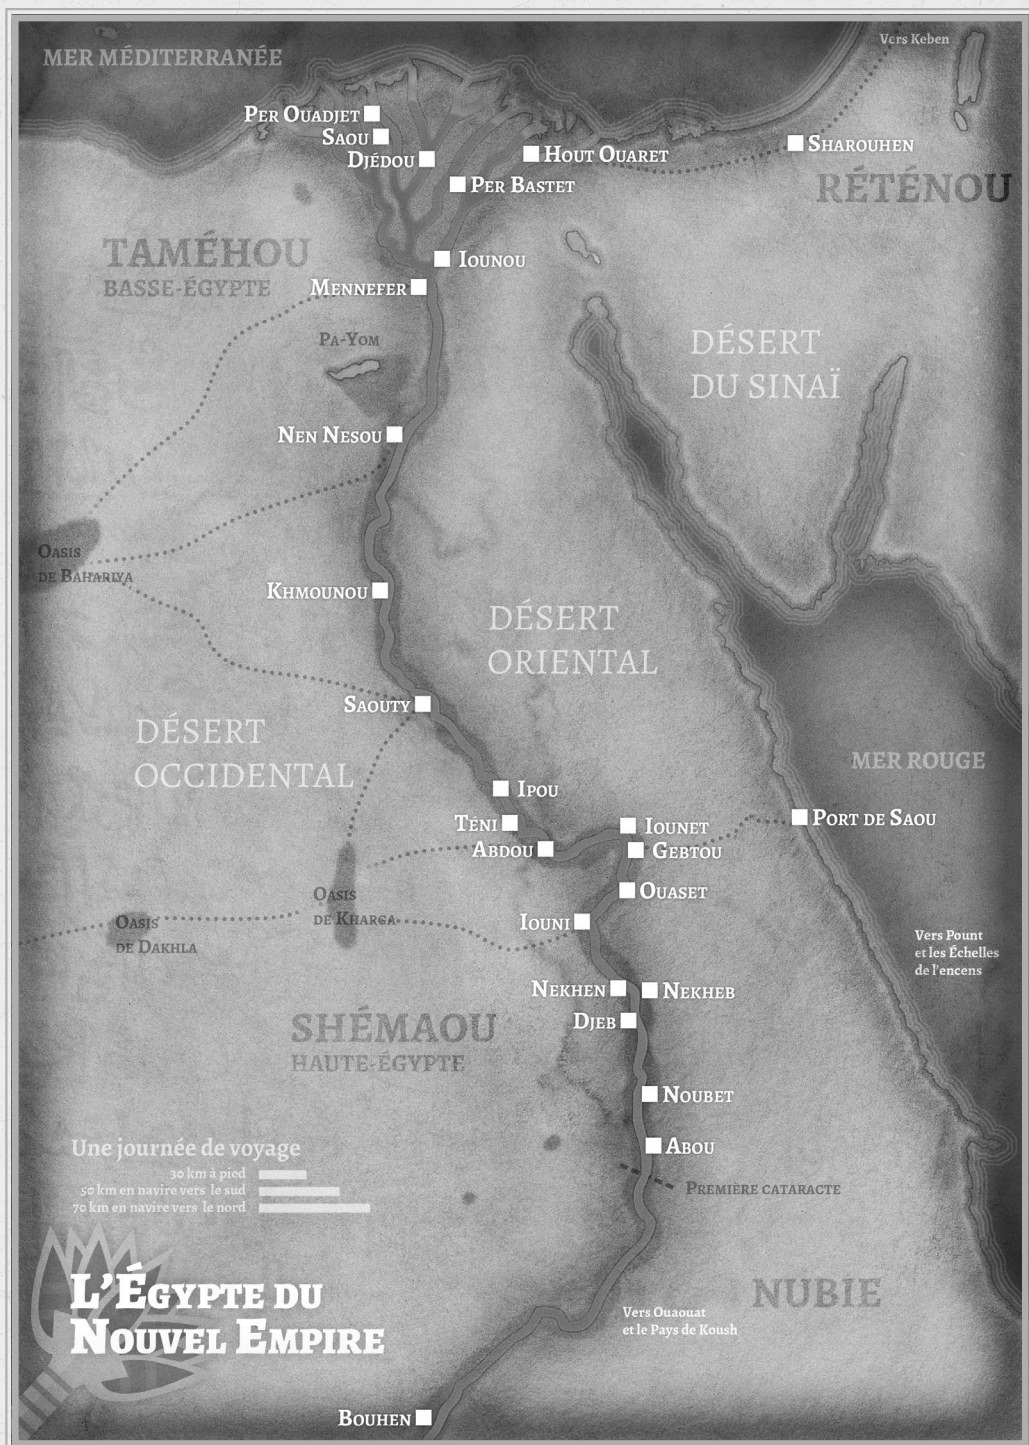 Vers Keben
MER MÉDITERRANÉE
Per Ouadjet
Saou
Djédou
Hout Ouaret
Sharouhen
Per Bastet
RÉTÉNOU
TAMÉHOU
BASSE-ÉGYPTE
Iounou
Mennefer
Pa-Yom
DÉSERT
DU SINAÏ
Nen Nesou
Oasis
de Bahariya
Khmounou
DÉSERT
ORIENTAL
Saouty
DÉSERT
OCCIDENTAL
MER ROUGE
Ipou
Téni
Abdou
Iounet
Gebtou
Port de Saou
Oasis
de Kharga
Ouaset
Iouni
Oasis
de Dakhla
Vers Pount
et les Échelles
de l'encens
Nekhen
Nekheb
Djeb
SHÉMAOU
HAUTE-ÉGYPTE
Noubet
Abou
Première cataracte
Une journée de voyage
30 km à pied
50 km en navire vers le sud
70 km en navire vers le nord
L'Égypte du
Nouvel Empire
NUBIE
Vers Ouaouat
et le Pays de Koush
Bouhen